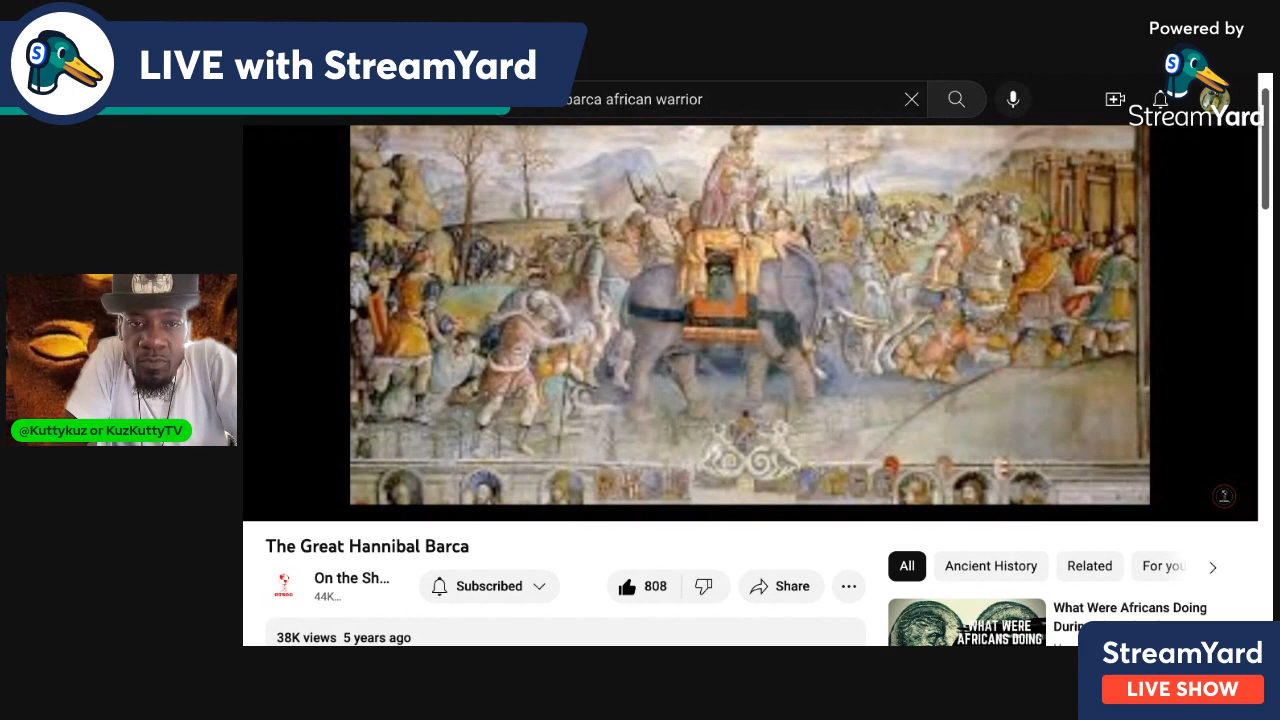 LIVE with StreamYard
Powered by
StreamYard
barca african warrior
S
S
@Kuttykuz or KuzKuttyTV
The Great Hannibal Barca
On the Sh...
44K...
Subscribed
808
Share
38K views 5 years ago
All
Ancient History
Related
For you
What Were Africans Doing
WHAT WERE
AFRICANS DOING
StreamYard
LIVE SHOW